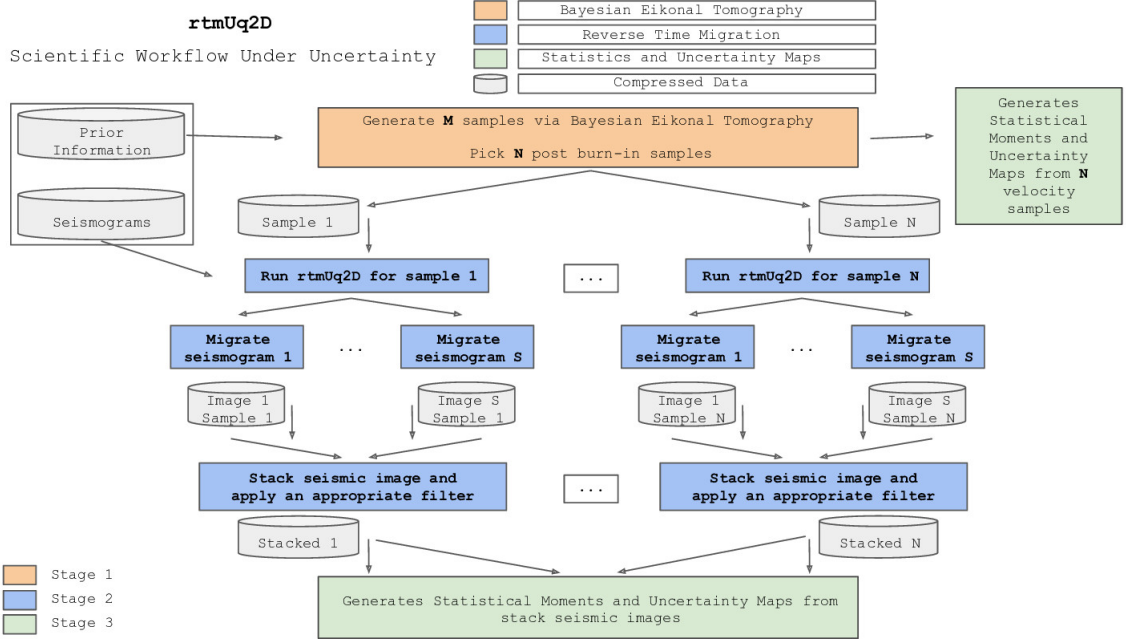 rtmUq2D
Scientific Workflow Under Uncertainty
Bayesian Eikonal Tomography
Reverse Time Migration
Statistics and Uncertainty Maps
Compressed Data
Prior
Information
Seismograms
Generate M samples via Bayesian Eikonal Tomography
Pick N post burn-in samples
Generates
Statistical
Moments and
Uncertainty
Maps from N
velocity
samples
Sample 1
Sample N
Run rtmUq2D for sample 1
...
Run rtmUq2D for sample N
Migrate
seismogram 1
...
Migrate
seismogram S
Migrate
seismogram 1
...
Migrate
seismogram S
Image 1
Sample 1
Image S
Sample 1
Image 1
Sample N
Image S
Sample N
Stack seismic image and
apply an appropriate filter
...
Stack seismic image and
apply an appropriate filter
Stacked 1
Stacked N
Generates Statistical Moments and Uncertainty Maps from
stack seismic images
Stage 1
Stage 2
Stage 3